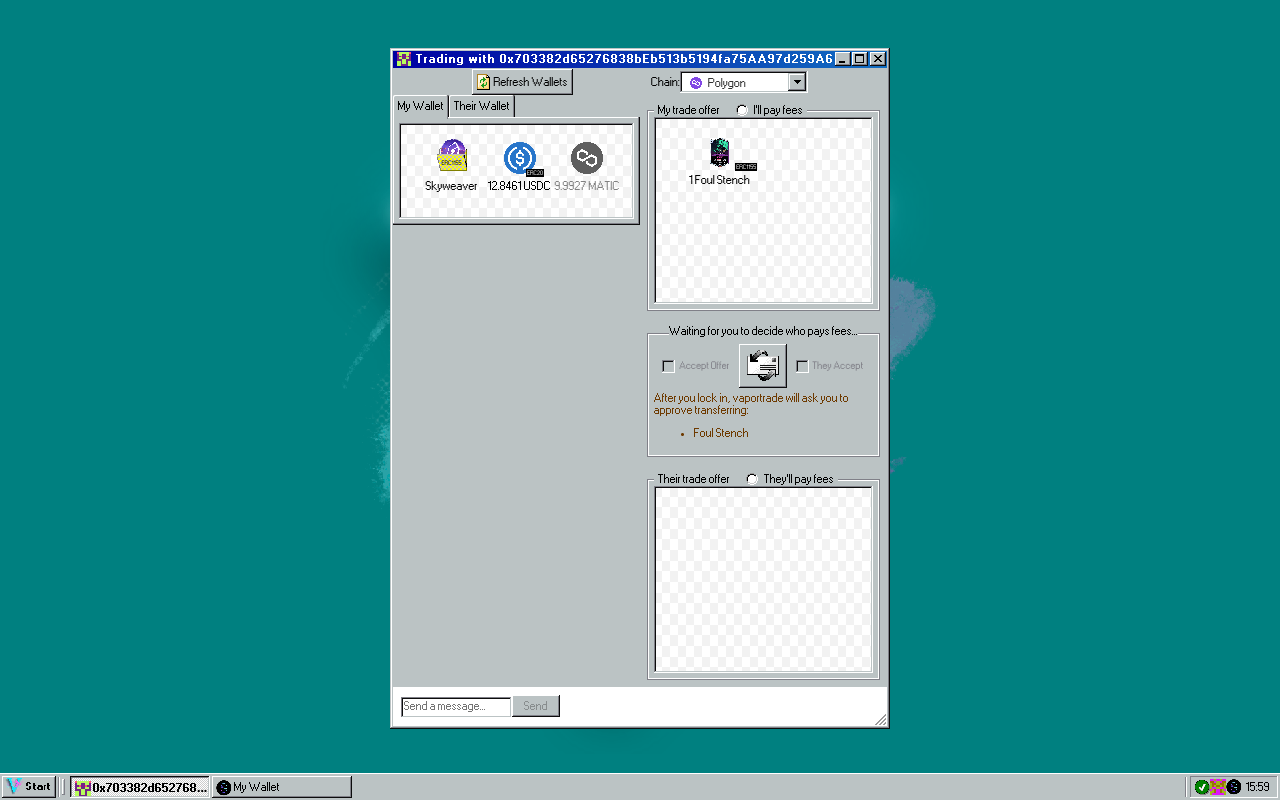 Trading with 0x703382d65276838bEb513b5194fa75AA97d259A6
Refresh Wallets
Chain:
Polygon
My Wallet
Their Wallet
ERC1155
ERC20
Skyweaver
12.8461 USDC
9.9927 MATIC
My trade offer
I'll pay fees
ERC1155
1 Foul Stench
Waiting for you to decide who pays fees...
Accept Offer
They Accept
After you lock in, vaportrade will ask you to
approve transferring:
• Foul Stench
Their trade offer
They'll pay fees
Send a message...
Send
Start
0x703382d652768...
My Wallet
15:59